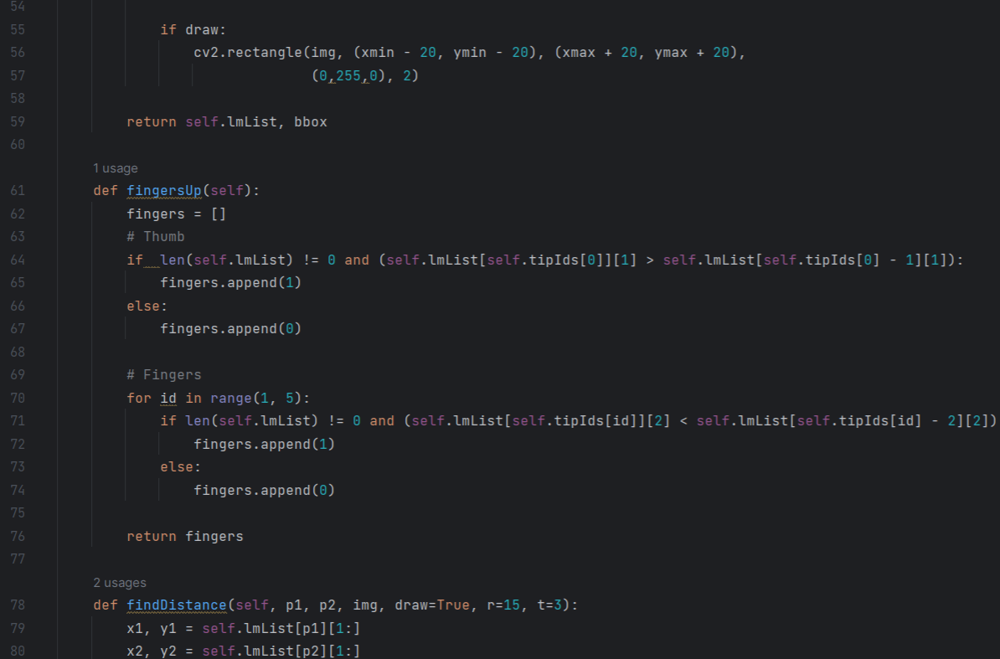 54
55 if draw:
56 cv2.rectangle(img, (xmin - 20, ymin - 20), (xmax + 20, ymax + 20),
57 (0,255,0), 2)
58
59 return self.lmList, bbox
60
1 usage
61 def fingersUp(self):
62 fingers = []
63 # Thumb
64 if  len(self.lmList) != 0 and (self.lmList[self.tipIds[0]][1] > self.lmList[self.tipIds[0] - 1][1]):
65 fingers.append(1)
66 else:
67 fingers.append(0)
68
69 # Fingers
70 for id in range(1, 5):
71 if len(self.lmList) != 0 and (self.lmList[self.tipIds[id]][2] < self.lmList[self.tipIds[id] - 2][2])
72 fingers.append(1)
73 else:
74 fingers.append(0)
75
76 return fingers
77
2 usages
78 def findDistance(self, p1, p2, img, draw=True, r=15, t=3):
79 x1, y1 = self.lmList[p1][1:]
80 x2, y2 = self.lmList[p2][1:]